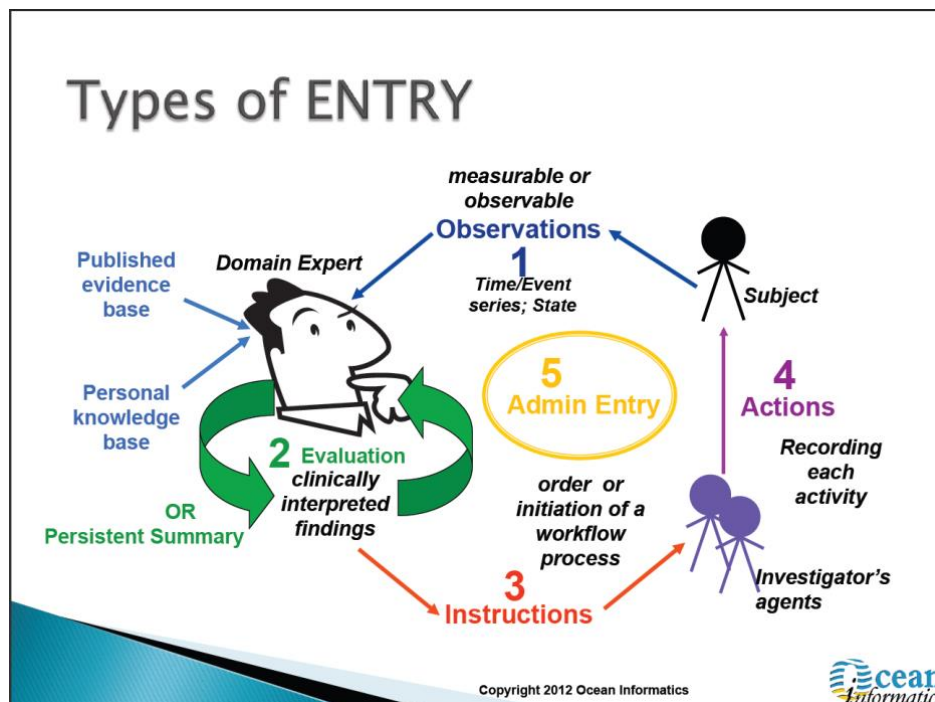 Types of ENTRY
measurable or
observable
Observations
1
Time/Event
series; State
Published
evidence
base
Domain Expert
Subject
Personal
knowledge
base
5
Admin Entry
4
Actions
Recording
each
activity
2 Evaluation
clinically
interpreted
findings
OR
Persistent Summary
order or
initiation of a
workflow
process
3
Instructions
Investigator's
agents
Copyright 2012 Ocean Informatics
Ocean
Informatic